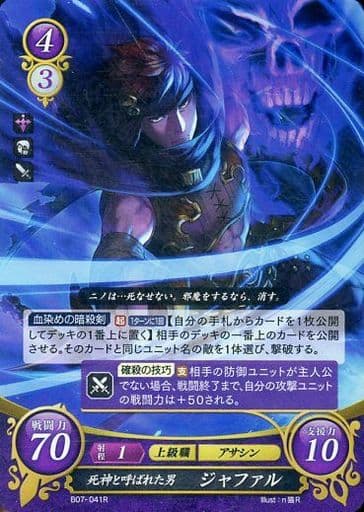 4
3
ニノは…死なせない。邪魔をするなら、消す。
血染めの暗殺剣 起 1ターンに1回 【自分の手札からカードを1枚公開
してデッキの1番上に置く】相手のデッキの一番上のカードを公開
させる。そのカードと同じユニット名の敵を1体選び、撃破する。
確殺の技巧 支 相手の防御ユニットが主人公
でない場合、戦闘終了まで、自分の攻撃ユニット
の戦闘力は+50される。
戦闘力
70
射程 1 上級職 アサシン
支援力
10
死神と呼ばれた男 ジャファル
B07-041R
Illust:n猫R